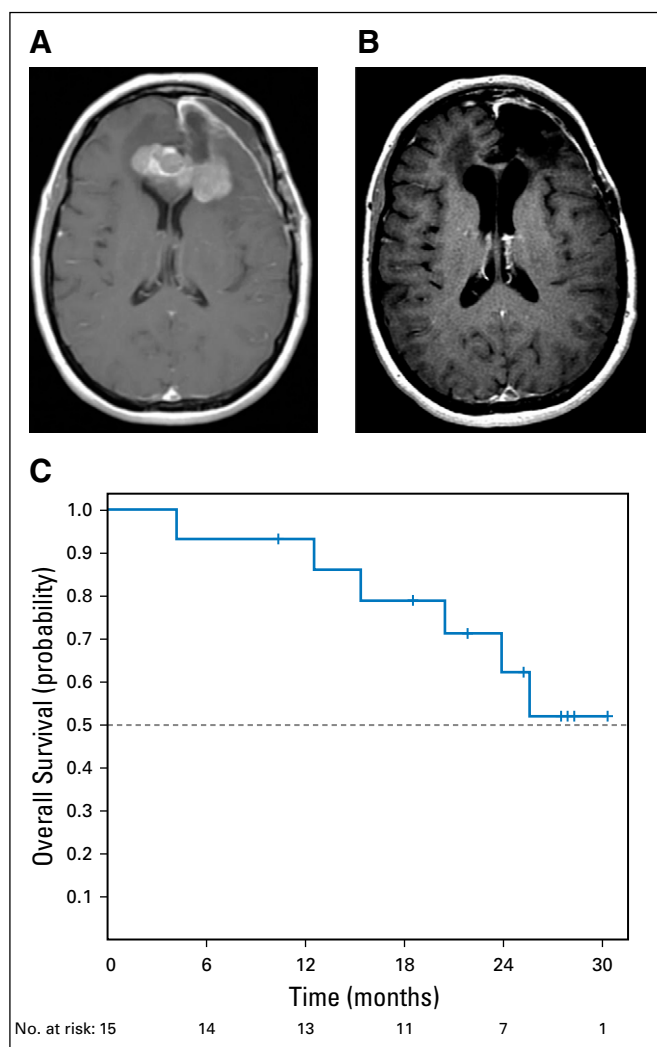 A
B
C
1.0
0.9
0.8
0.7
0.6
0.5
0.4
0.3
0.2
0.1
Overall Survival (probability)
0 6 12 18 24 30
Time (months)
No. at risk: 15 14 13 11 7 1